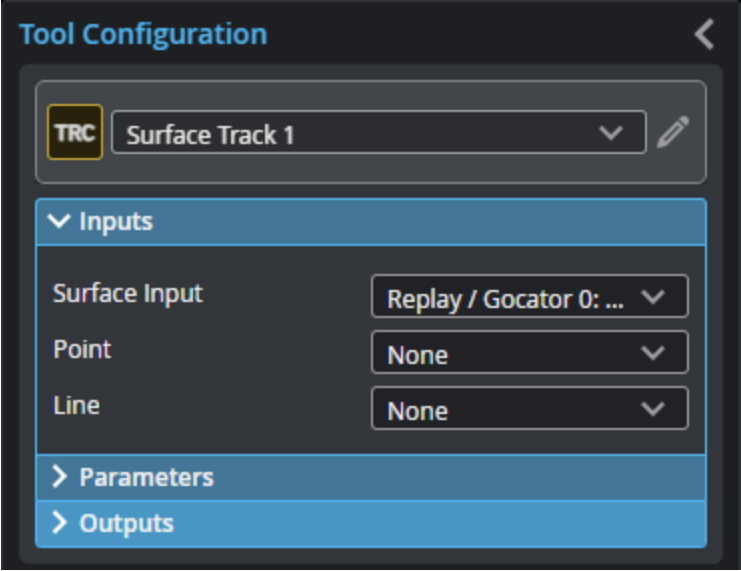 Tool Configuration
TRC Surface Track 1
Inputs
Surface Input Replay / Gocator 0: ...
Point None
Line None
Parameters
Outputs